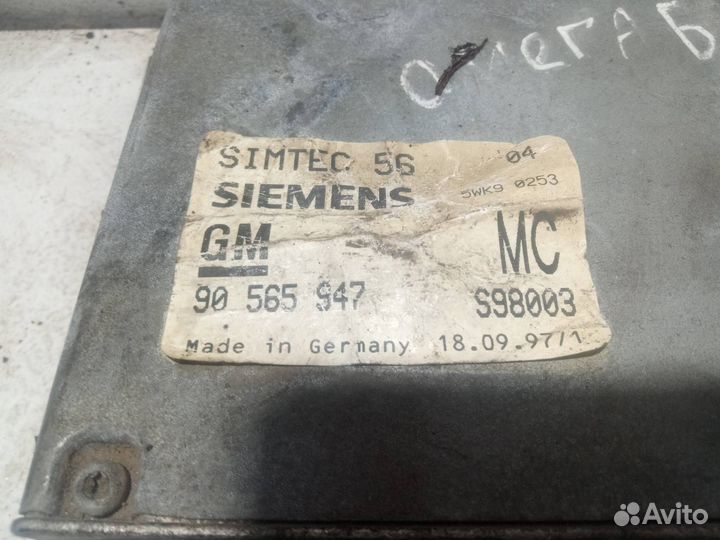 Омега Б
SIMTEC 56 04
SIEMENS 5WK9 0253
GM MC
90 565 947 S98003
Made in Germany 18.09.97/1
Avito